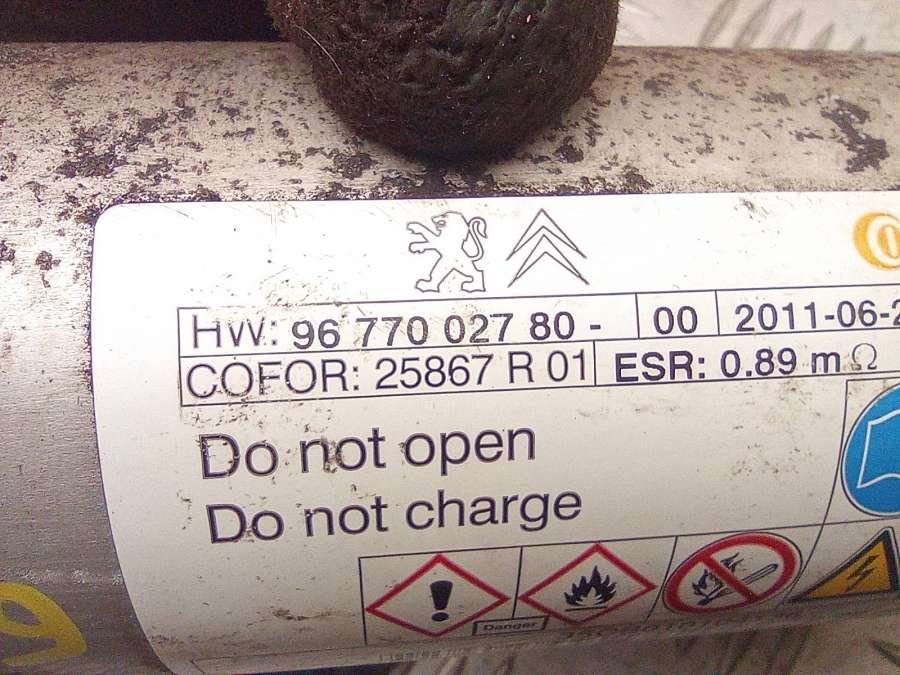 HW: 96 770 027 80 - 00 2011-06-2
COFOR: 25867 R 01 ESR: 0.89 mΩ
Do not open
Do not charge
Danger